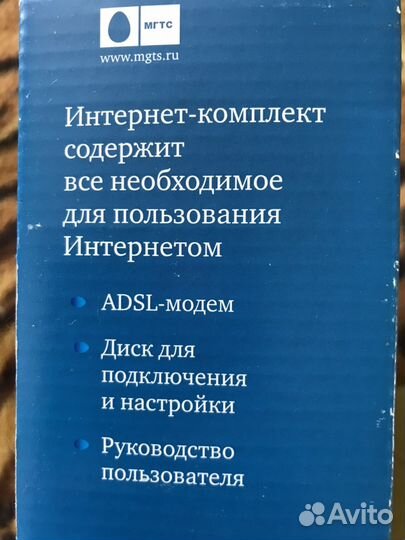 МГТС
www.mgts.ru
Интернет-комплект
содержит
все необходимое
для пользования
Интернетом
ADSL-модем
Диск для
подключения
и настройки
Руководство
пользователя
Avito